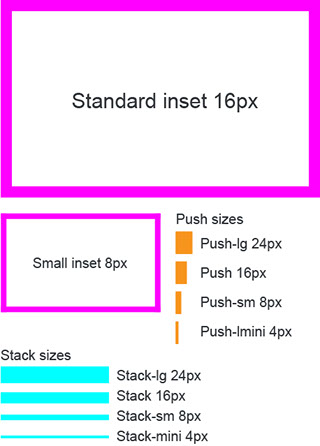 Standard inset 16px
Small inset 8px
Push sizes
Push-lg 24px
Push 16px
Push-sm 8px
Push-lmini 4px
Stack sizes
Stack-lg 24px
Stack 16px
Stack-sm 8px
Stack-mini 4px